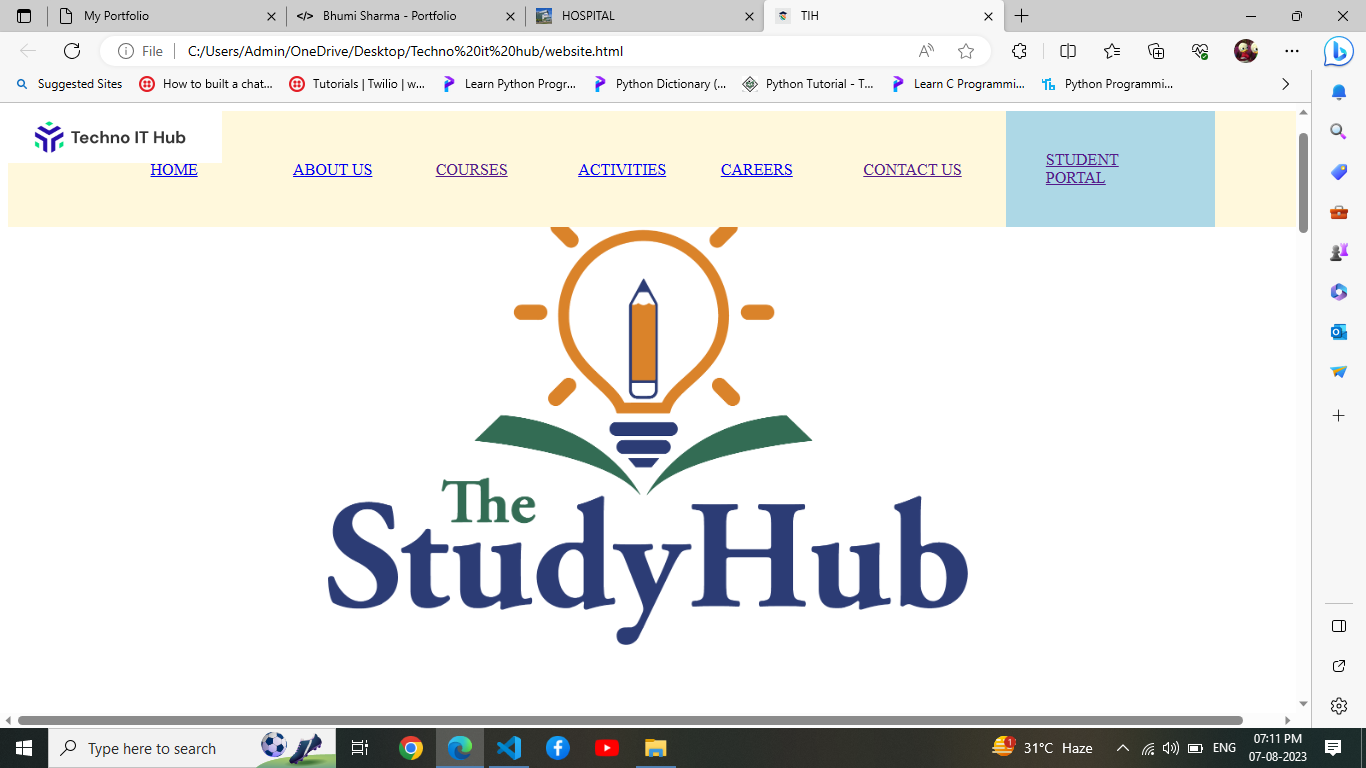 My Portfolio
</> Bhumi Sharma - Portfolio
HOSPITAL
TIH
File
C:/Users/Admin/OneDrive/Desktop/Techno%20it%20hub/website.html
Suggested Sites
How to built a chat...
Tutorials | Twilio | w...
Learn Python Progr...
Python Dictionary (...
Python Tutorial - T...
Learn C Programmi...
Python Programmi...
Techno IT Hub
HOME
ABOUT US
COURSES
ACTIVITIES
CAREERS
CONTACT US
STUDENT
PORTAL
The
StudyHub
Type here to search
1
31°C Haze
ENG
07:11 PM
07-08-2023